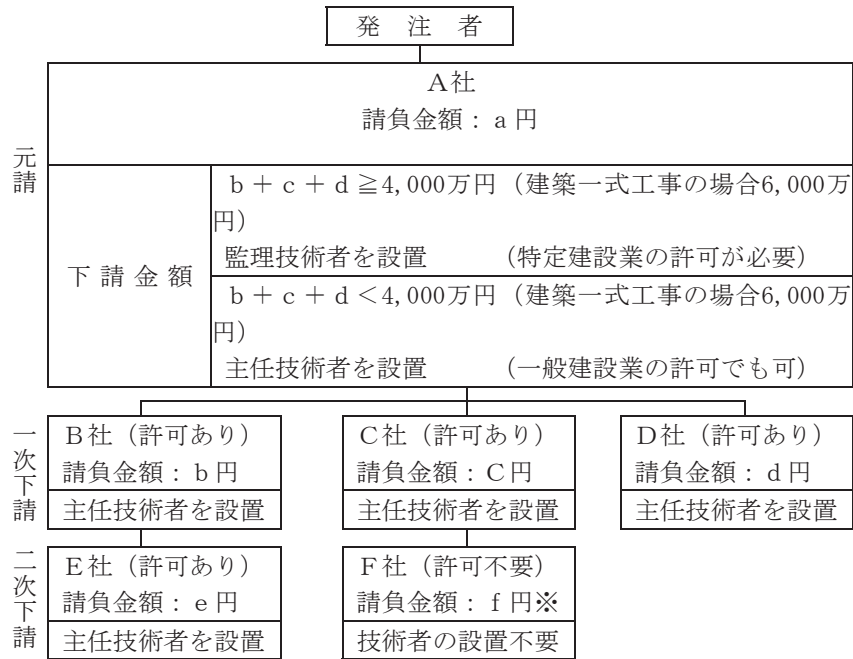 発 注 者
元請
A社
請負金額：a円
下 請 金 額
b＋c＋d≧4,000万円（建築一式工事の場合6,000万
円）
監理技術者を設置　　　（特定建設業の許可が必要）
b＋c＋d＜4,000万円（建築一式工事の場合6,000万
円）
主任技術者を設置　　　（一般建設業の許可でも可）
一次下請
B社（許可あり）
請負金額：b円
主任技術者を設置
C社（許可あり）
請負金額：C円
主任技術者を設置
D社（許可あり）
請負金額：d円
主任技術者を設置
二次下請
E社（許可あり）
請負金額：e円
主任技術者を設置
F社（許可不要）
請負金額：f円※
技術者の設置不要